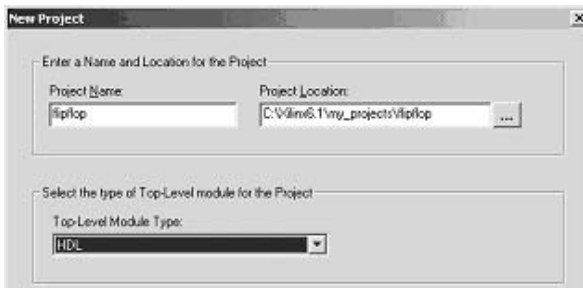 New Project
Enter a Name and Location for the Project
Project Name:
Project Location:
flipflop
C:\Xilinx6.1\my_projects\flipflop
...
Select the type of Top-Level module for the Project
Top-Level Module Type:
HDL